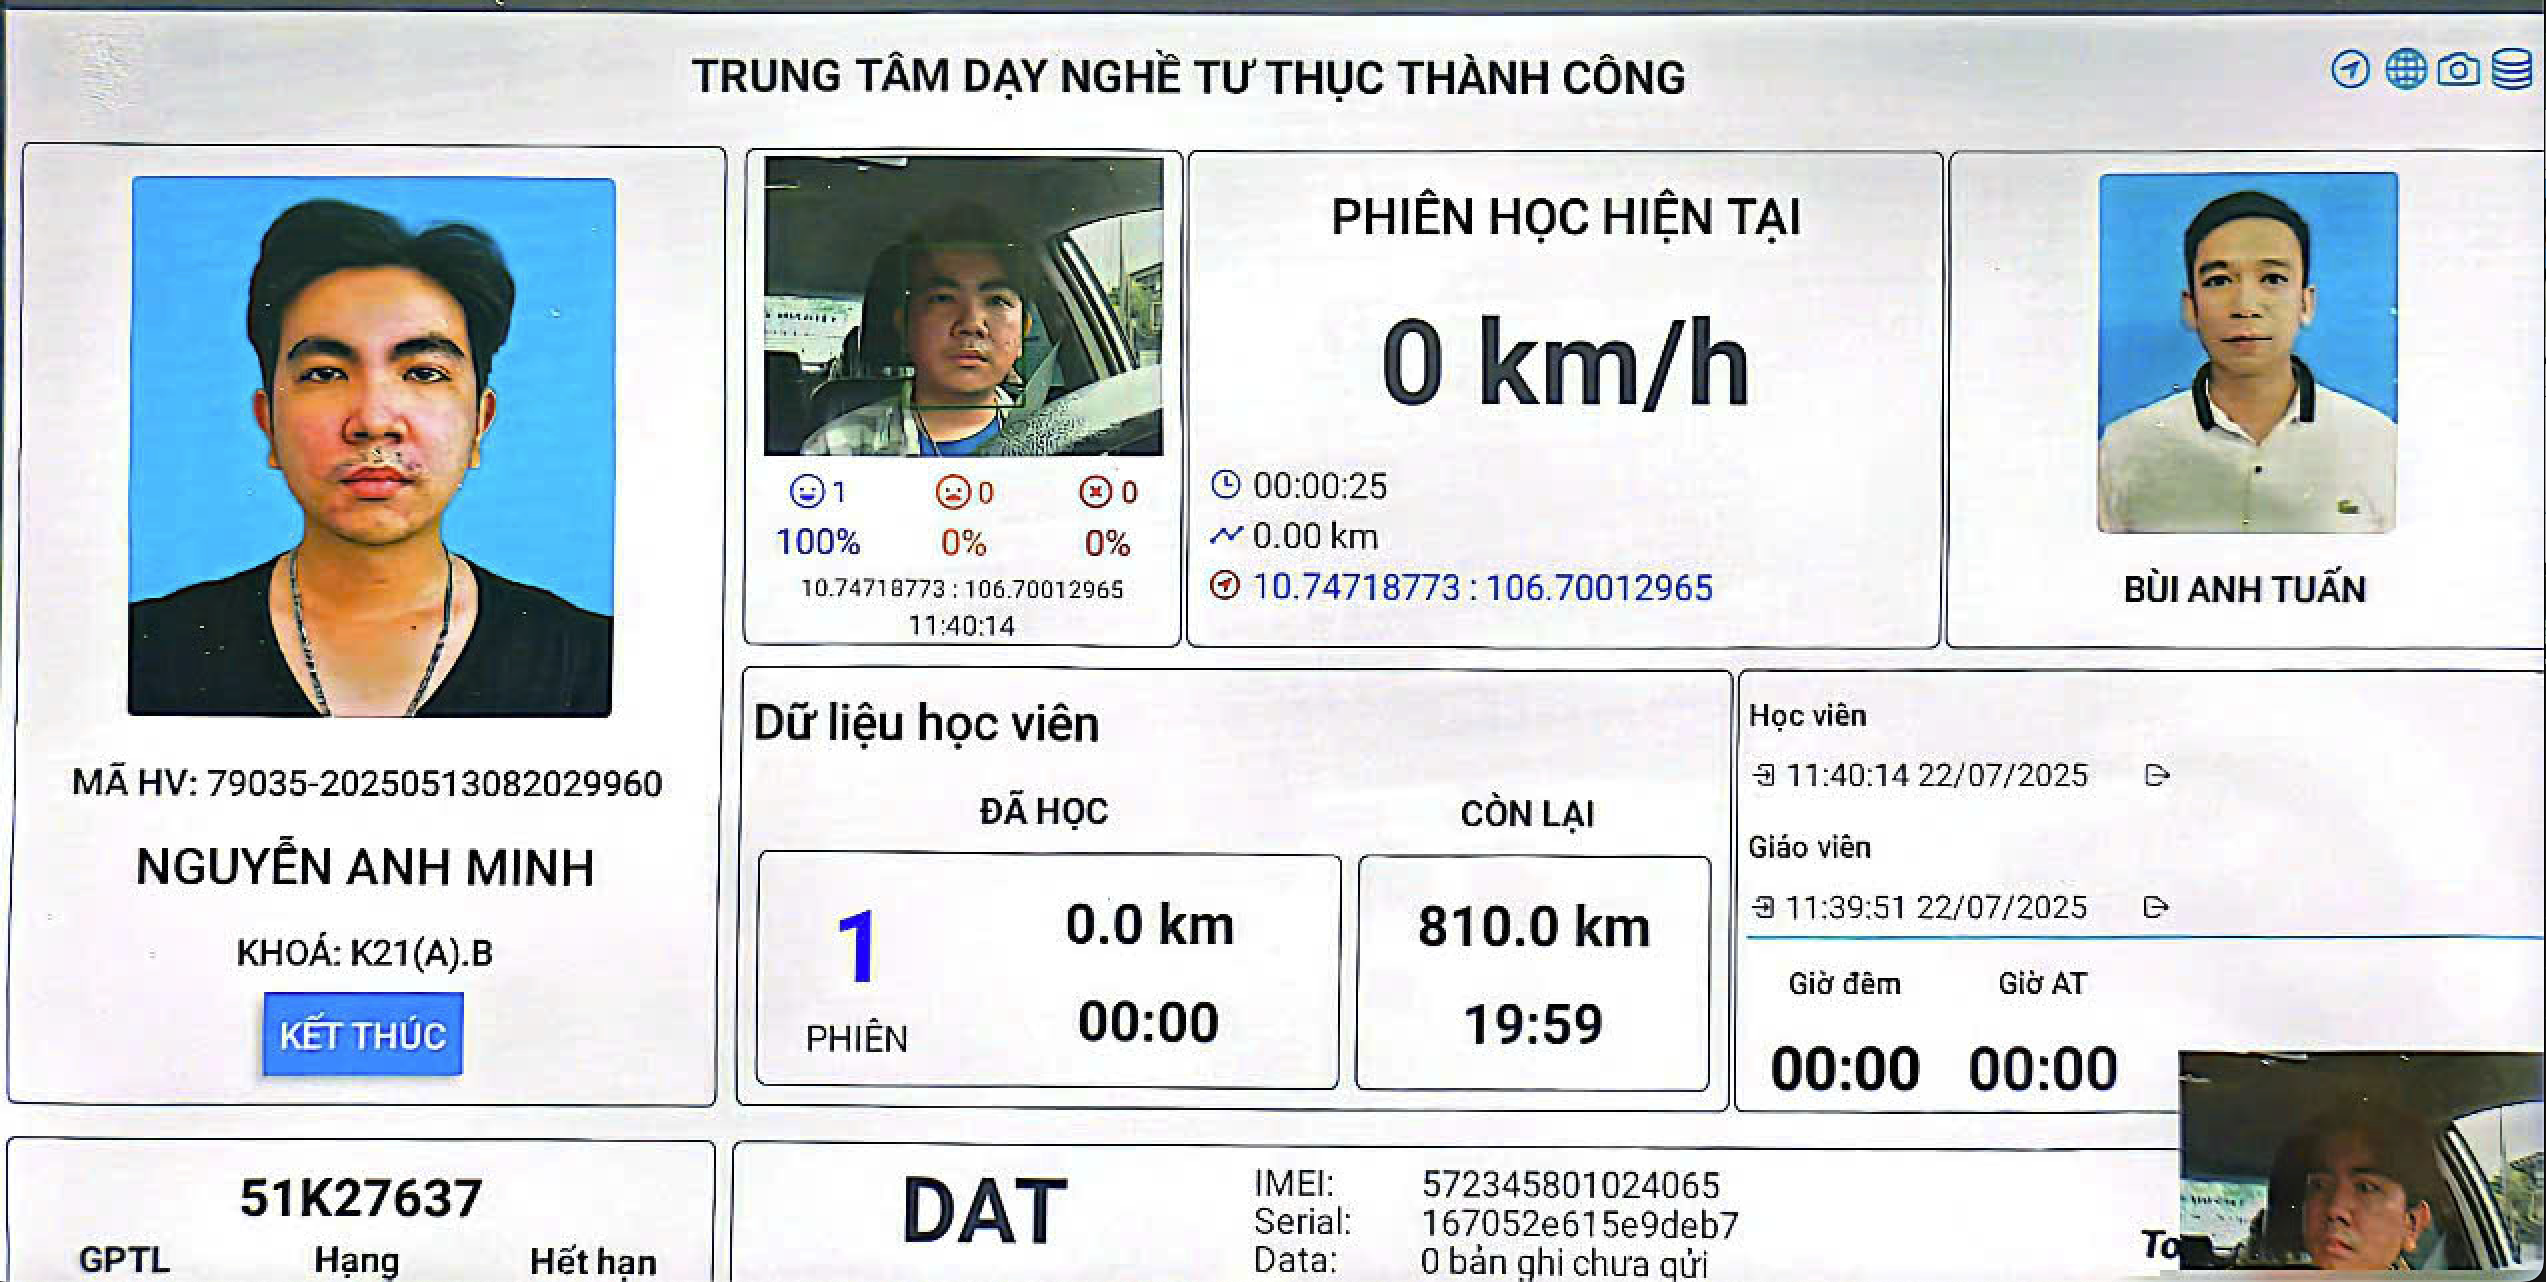 TRUNG TÂM DẠY NGHỀ TƯ THỤC THÀNH CÔNG
MÃ HV: 79035-20250513082029960
NGUYỄN ANH MINH
KHOÁ: K21(A).B
KẾT THÚC
1 0 0
100% 0% 0%
10.74718773 : 106.70012965
11:40:14
PHIÊN HỌC HIỆN TẠI
0 km/h
00:00:25
0.00 km
10.74718773 : 106.70012965
BÙI ANH TUẤN
Dữ liệu học viên
ĐÃ HỌC
CÒN LẠI
1
PHIÊN
0.0 km
00:00
810.0 km
19:59
Học viên
11:40:14 22/07/2025
Giáo viên
11:39:51 22/07/2025
Giờ đêm Giờ AT
00:00 00:00
51K27637
GPTL Hạng Hết hạn
DAT
IMEI: 572345801024065
Serial: 167052e615e9deb7
Data: 0 bản ghi chưa gửi